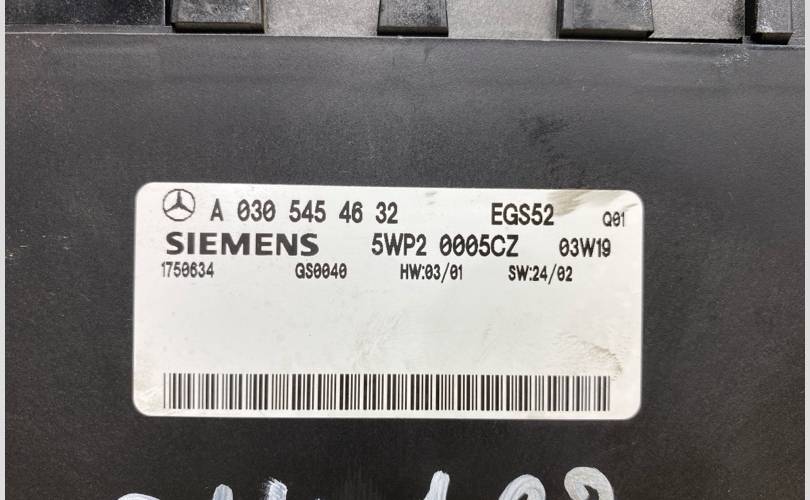 A 030 545 46 32 EGS52 Q01
SIEMENS 5WP2 0005CZ 03W19
1750634 GS0040 HW:03/01 SW:24/02